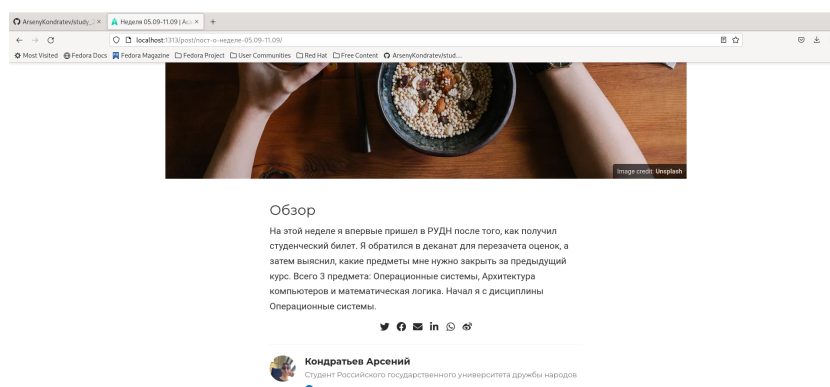 ArsenyKondratev/study_2
Неделя 05.09-11.09 | Aca
localhost:1313/post/пост-о-неделе-05.09-11.09/
Most Visited Fedora Docs Fedora Magazine Fedora Project User Communities Red Hat Free Content ArsenyKondratev/stud...
Image credit: Unsplash
Обзор
На этой неделе я впервые пришел в РУДН после того, как получил
студенческий билет. Я обратился в деканат для перезачета оценок, а
затем выяснил, какие предметы мне нужно закрыть за предыдущий
курс. Всего 3 предмета: Операционные системы, Архитектура
компьютеров и математическая логика. Начал я с дисциплины
Операционные системы.
Кондратьев Арсений
Студент Российского государственного университета дружбы народов